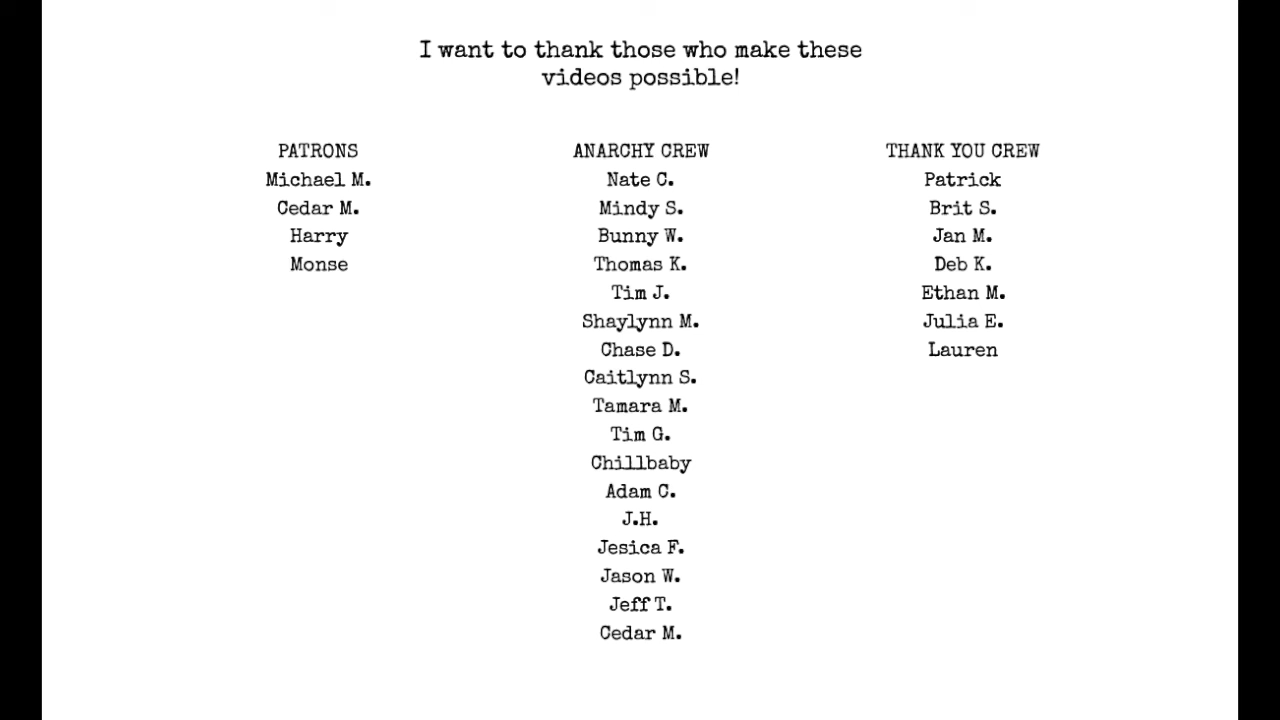 I want to thank those who make these
videos possible!
PATRONS
Michael M.
Cedar M.
Harry
Monse
ANARCHY CREW
Nate C.
Mindy S.
Bunny W.
Thomas K.
Tim J.
Shaylynn M.
Chase D.
Caitlynn S.
Tamara M.
Tim G.
Chillbaby
Adam C.
J.H.
Jesica F.
Jason W.
Jeff T.
Cedar M.
THANK YOU CREW
Patrick
Brit S.
Jan M.
Deb K.
Ethan M.
Julia E.
Lauren